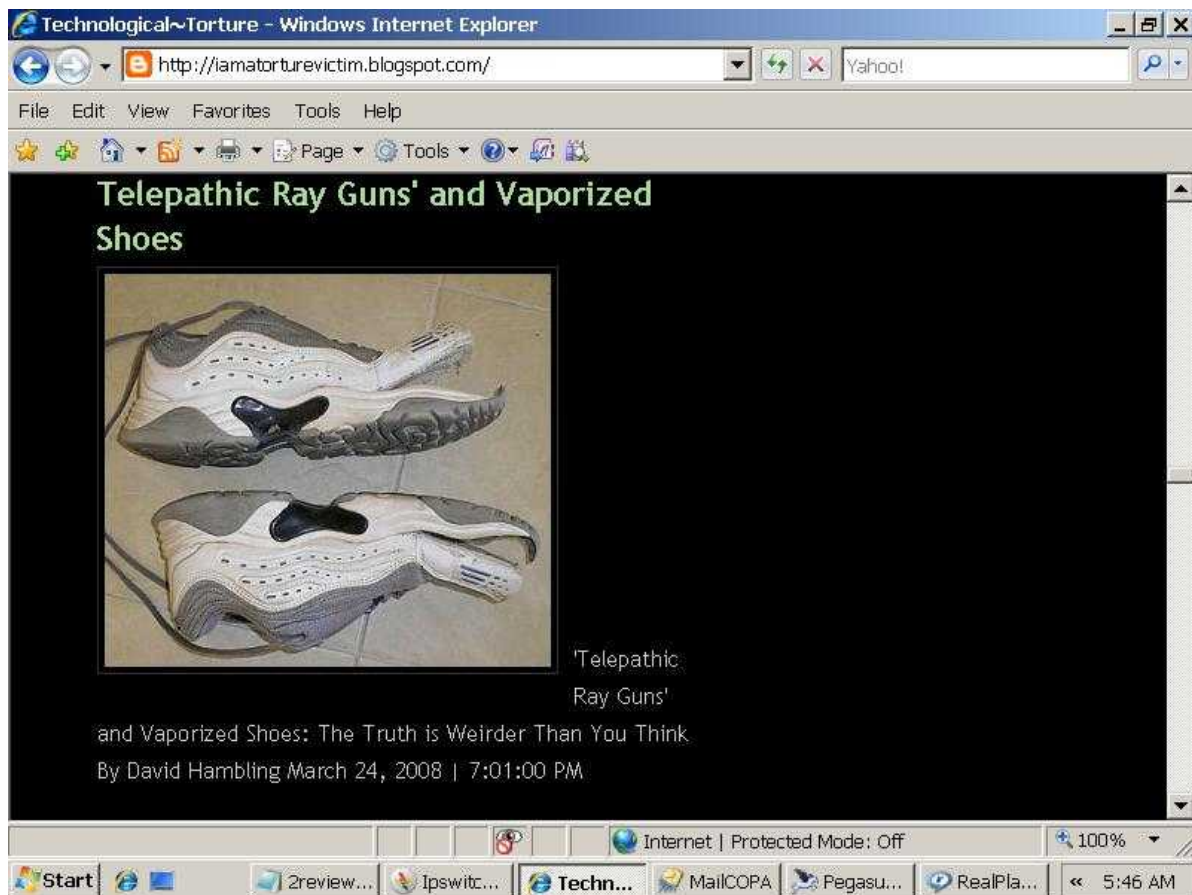 Technological~Torture - Windows Internet Explorer
http://iamatorturevictim.blogspot.com/
Yahoo!
File Edit View Favorites Tools Help
Page Tools
Telepathic Ray Guns' and Vaporized
Shoes
'Telepathic
Ray Guns'
and Vaporized Shoes: The Truth is Weirder Than You Think
By David Hambling March 24, 2008 | 7:01:00 PM
Internet | Protected Mode: Off 100%
Start 2review... Ipswitc... Techn... MailCOPA Pegasu... RealPla... « 5:46 AM